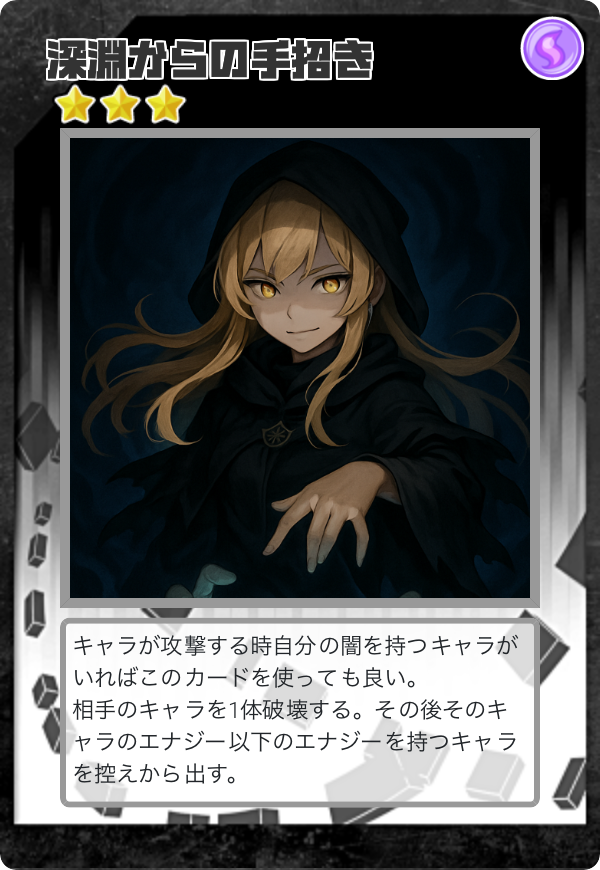 深淵からの手招き
キャラが攻撃する時自分の闇を持つキャラが
いればこのカードを使っても良い。
相手のキャラを1体破壊する。その後そのキ
ャラのエナジー以下のエナジーを持つキャラ
を控えから出す。